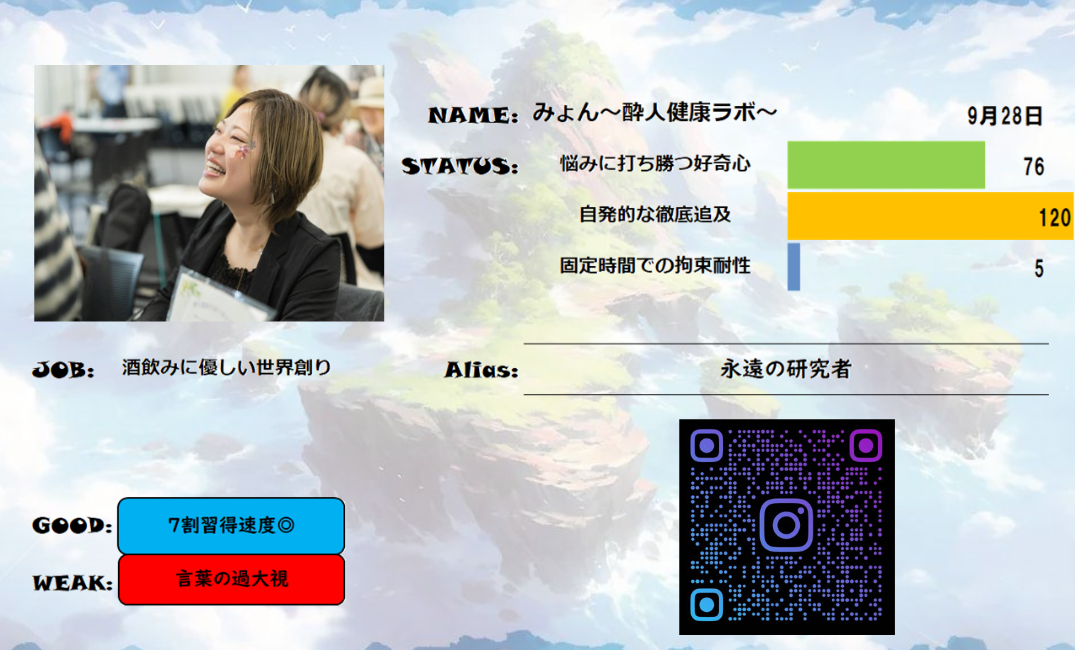 NAME: みょん～酔人健康ラボ～ 9月28日
STATUS: 悩みに打ち勝つ好奇心 76
自発的な徹底追及 120
固定時間での拘束耐性 5
JOB: 酒飲みに優しい世界創り
Alias: 永遠の研究者
GOOD: 7割習得速度◎
WEAK: 言葉の過大視